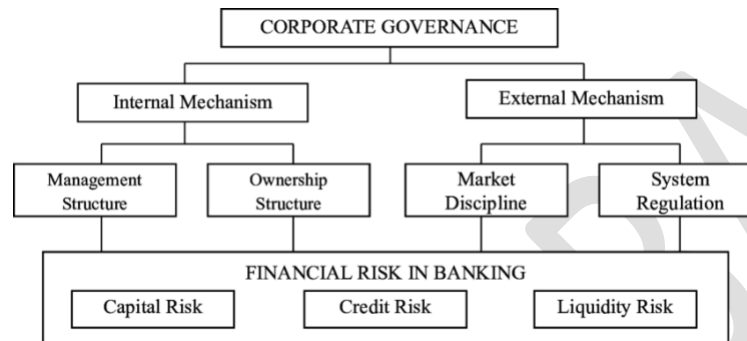 CORPORATE GOVERNANCE
Internal Mechanism
External Mechanism
Management
Structure
Ownership
Structure
Market
Discipline
System
Regulation
FINANCIAL RISK IN BANKING
Capital Risk
Credit Risk
Liquidity Risk